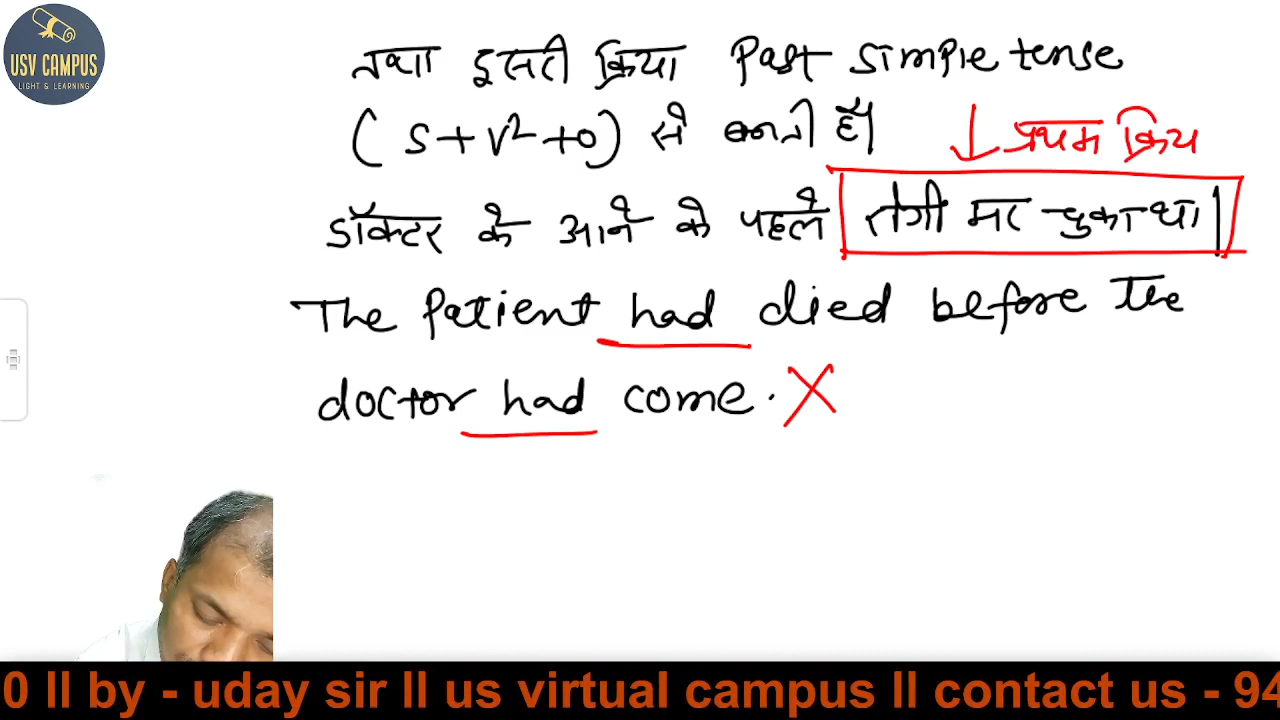 USV CAMPUS
LIGHT & LEARNING
तथा दूसरी क्रिया Past simple tense
(S+V²+O) से बनती है।
↓ प्रथम क्रिय
डॉक्टर के आने के पहले रोगी मर चुका था।
The Patient had died before the
doctor had come. X
0 ll by - uday sir ll us virtual campus ll contact us - 94